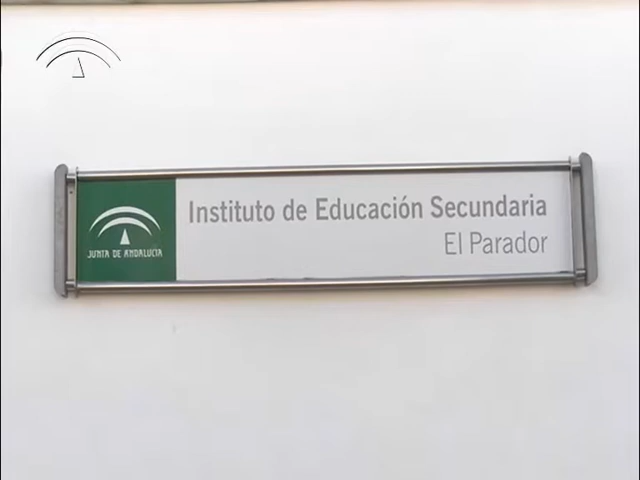 Instituto de Educación Secundaria
El Parador
JUNTA DE ANDALUCIA